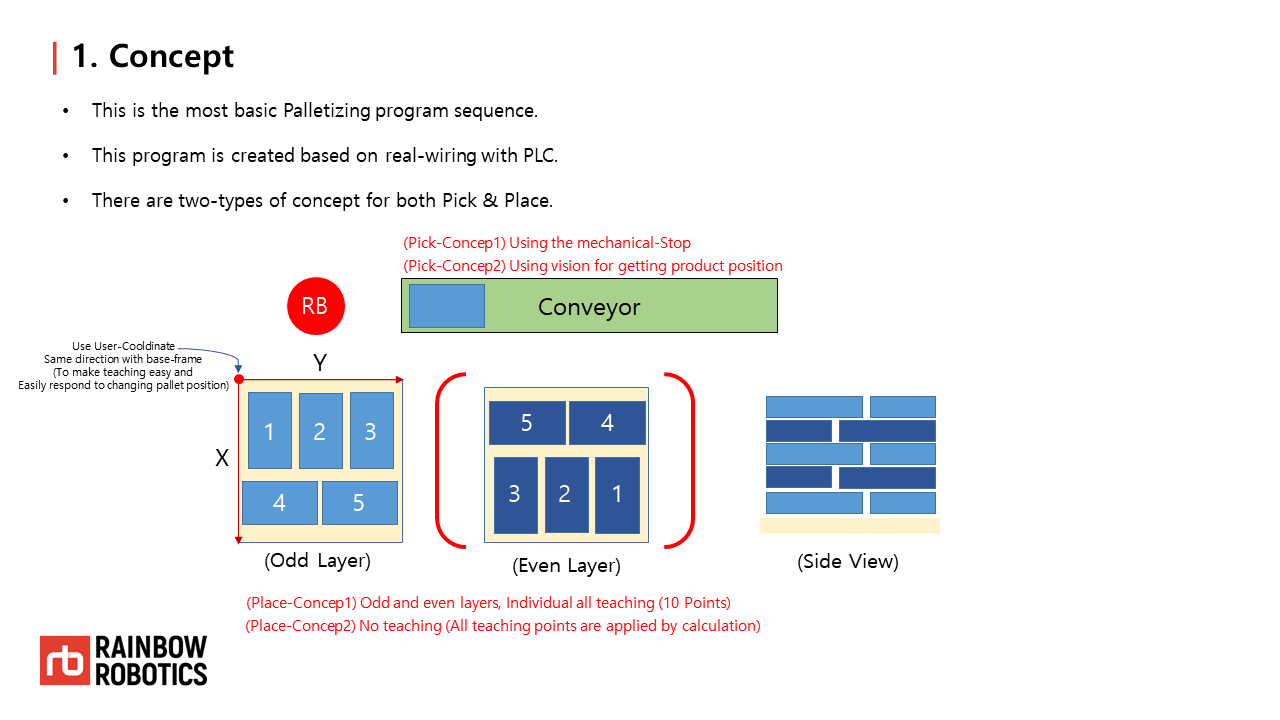 1. Concept
• This is the most basic Palletizing program sequence.
• This program is created based on real-wiring with PLC.
• There are two-types of concept for both Pick & Place.
(Pick-Concep1) Using the mechanical-Stop
(Pick-Concep2) Using vision for getting product position
RB
Conveyor
Use User-Cooldinate
Same direction with base-frame
(To make teaching easy and
Easily respond to changing pallet position)
Y
X
1 2 3
4 5
(Odd Layer)
5 4
3 2 1
(Even Layer)
(Side View)
(Place-Concep1) Odd and even layers, Individual all teaching (10 Points)
(Place-Concep2) No teaching (All teaching points are applied by calculation)
rb
RAINBOW
ROBOTICS